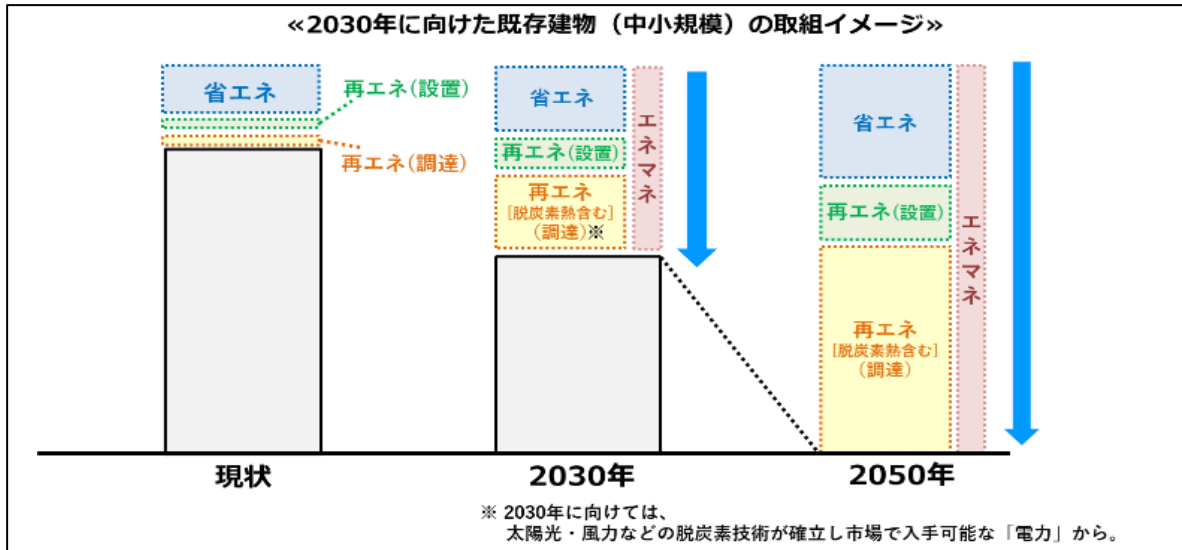 ≪2030年に向けた既存建物（中小規模）の取組イメージ≫
省エネ
再エネ(設置)
再エネ(調達)
現状
省エネ
再エネ(設置)
再エネ
[脱炭素熱含む]
(調達)※
エネマネ
2030年
省エネ
再エネ(設置)
再エネ
[脱炭素熱含む]
(調達)
エネマネ
2050年
※ 2030年に向けては、
太陽光・風力などの脱炭素技術が確立し市場で入手可能な「電力」から。